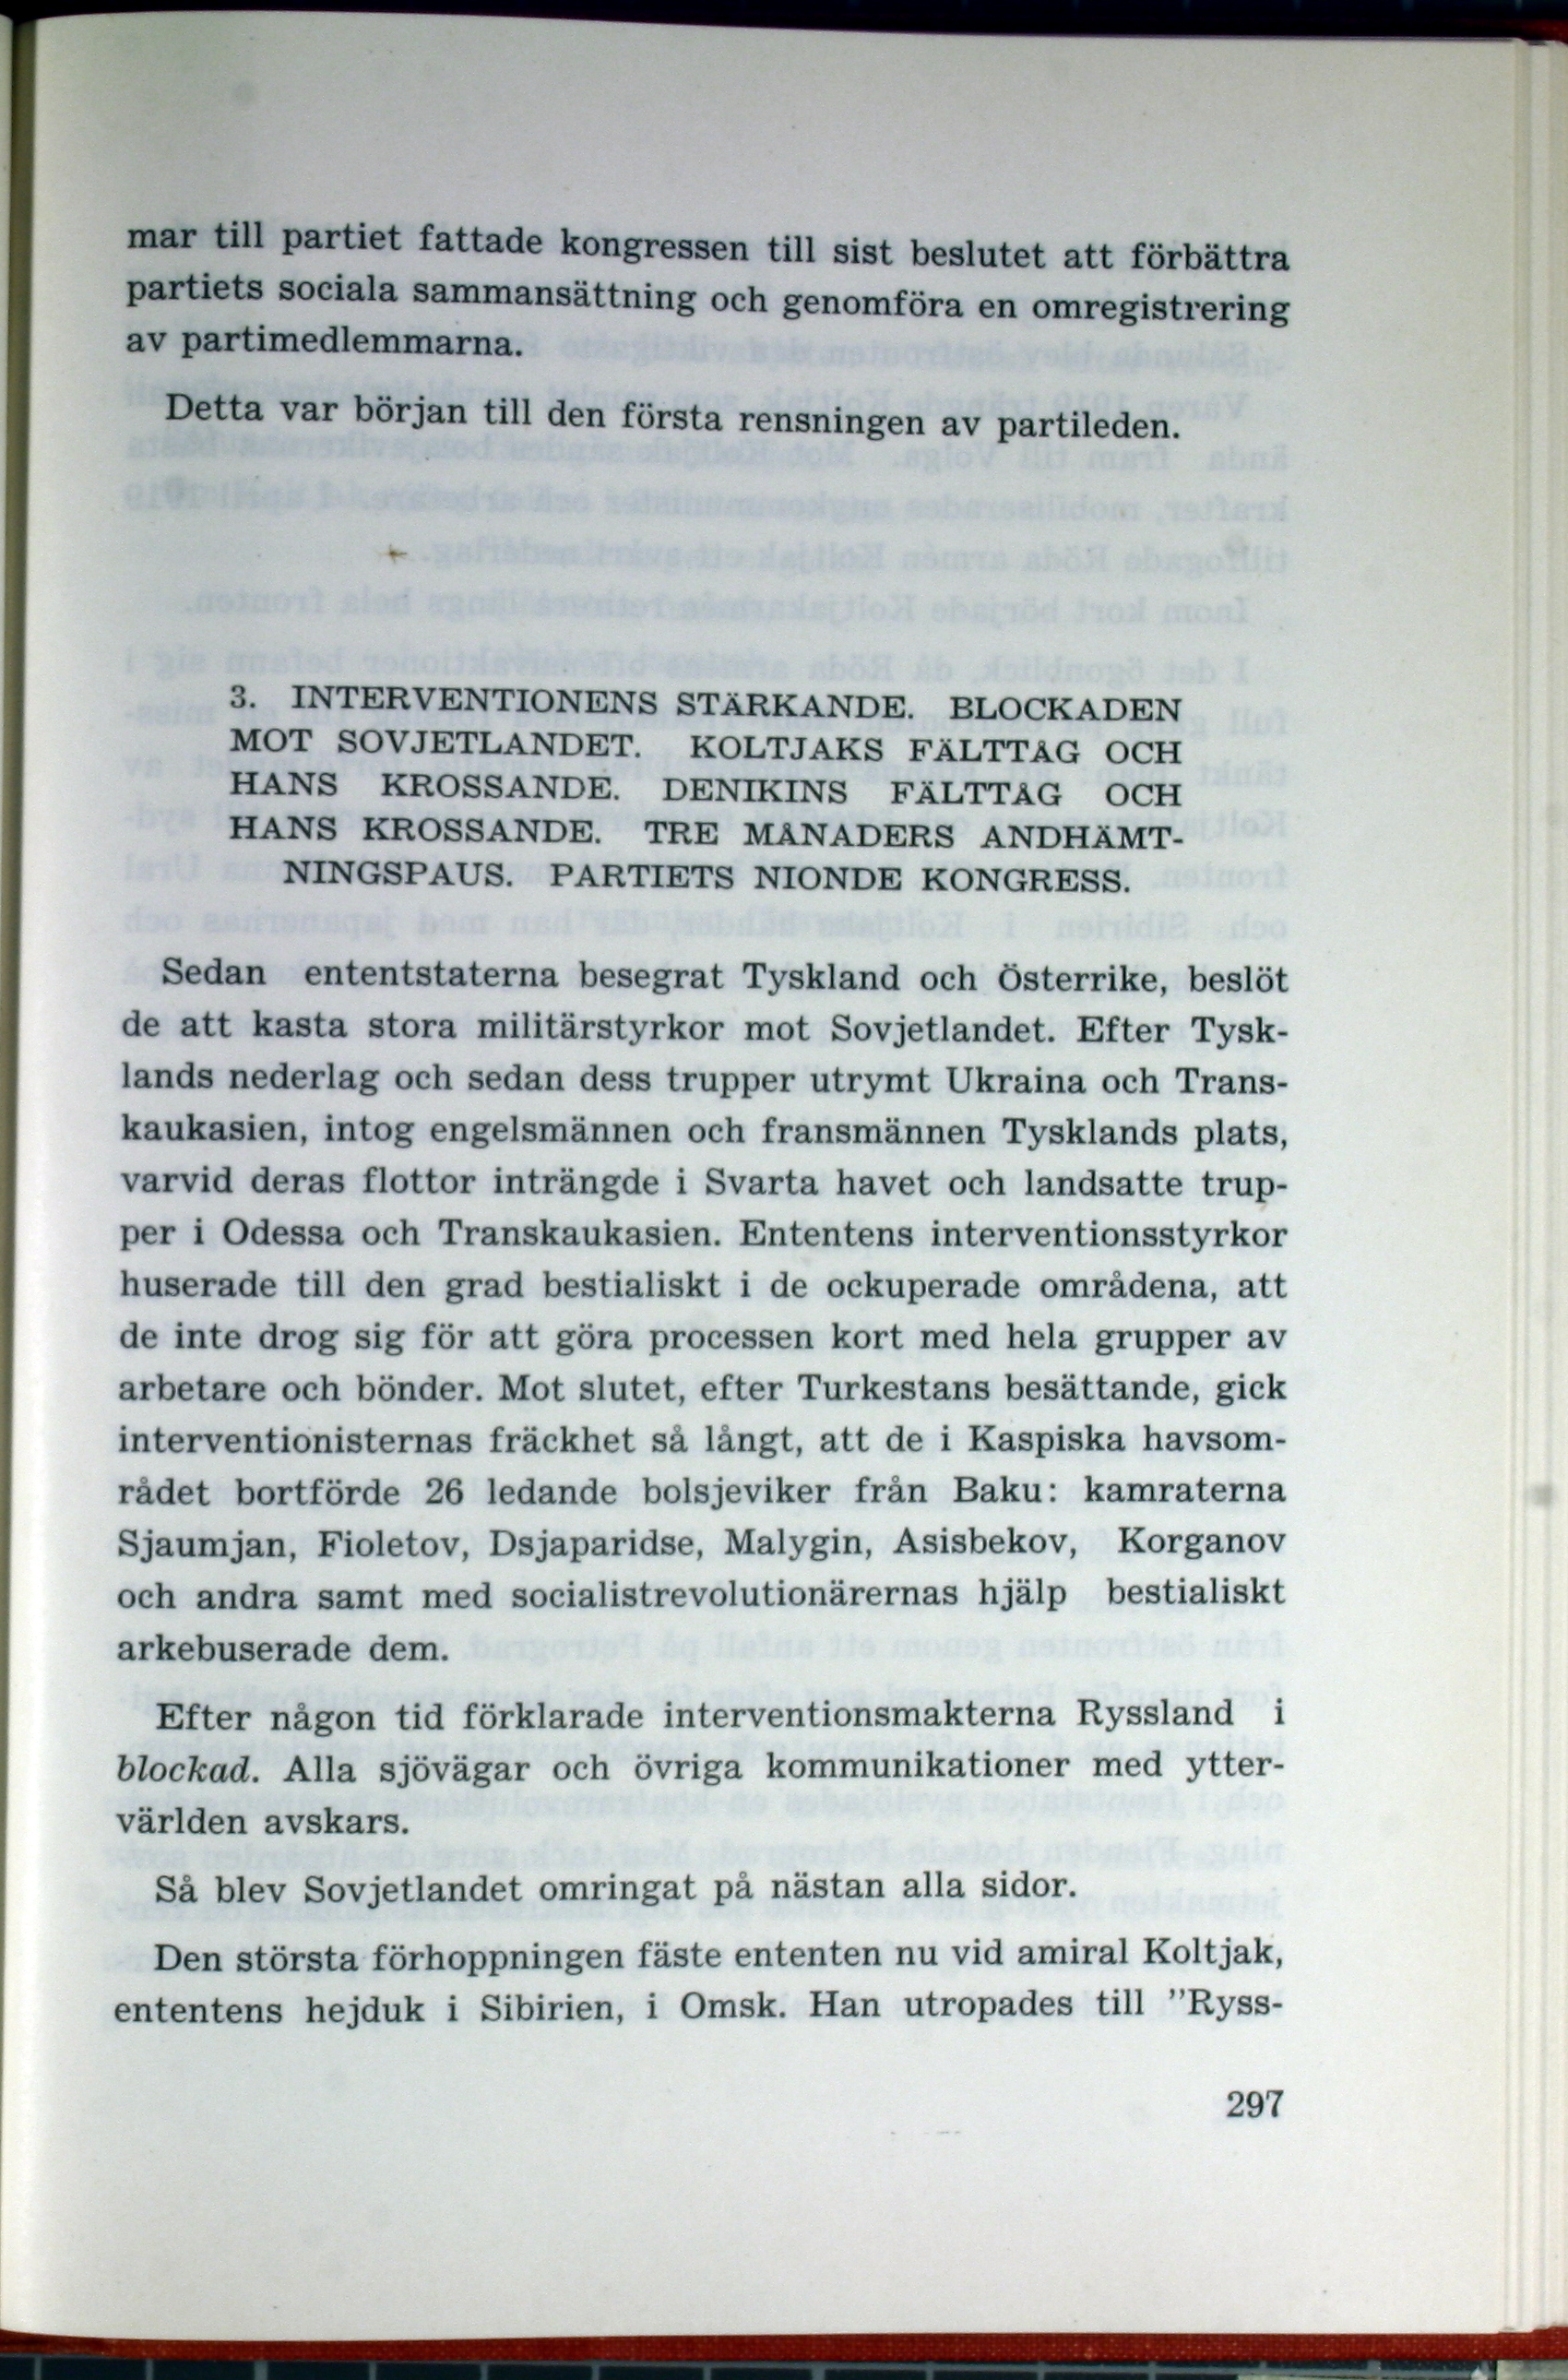 mar till partiet fattade kongressen till sist beslutet att förbättra
partiets sociala sammansättning och genomföra en omregistrering
av partimedlemmarna.
Detta var början till den första rensningen av partileden.
3. INTERVENTIONENS STÄRKANDE. BLOCKADEN
MOT SOVJETLANDET. KOLTJAKS FÄLTTÅG OCH
HANS KROSSANDE. DENIKINS FÄLTTÅG OCH
HANS KROSSANDE. TRE MÅNADERS ANDHÄMT-
NINGSPAUS. PARTIETS NIONDE KONGRESS.
Sedan ententstaterna besegrat Tyskland och Österrike, beslöt
de att kasta stora militärstyrkor mot Sovjetlandet. Efter Tysk-
lands nederlag och sedan dess trupper utrymt Ukraina och Trans-
kaukasien, intog engelsmännen och fransmännen Tysklands plats,
varvid deras flottor inträngde i Svarta havet och landsatte trup-
per i Odessa och Transkaukasien. Ententens interventionsstyrkor
huserade till den grad bestialiskt i de ockuperade områdena, att
de inte drog sig för att göra processen kort med hela grupper av
arbetare och bönder. Mot slutet, efter Turkestans besättande, gick
interventionisternas fräckhet så långt, att de i Kaspiska havsom-
rådet bortförde 26 ledande bolsjeviker från Baku: kamraterna
Sjaumjan, Fioletov, Dsjaparidse, Malygin, Asisbekov, Korganov
och andra samt med socialistrevolutionärernas hjälp bestialiskt
arkebuserade dem.
Efter någon tid förklarade interventionsmakterna Ryssland i
blockad. Alla sjövägar och övriga kommunikationer med ytter-
världen avskars.
Så blev Sovjetlandet omringat på nästan alla sidor.
Den största förhoppningen fäste ententen nu vid amiral Koltjak,
ententens hejduk i Sibirien, i Omsk. Han utropades till ”Ryss-
297